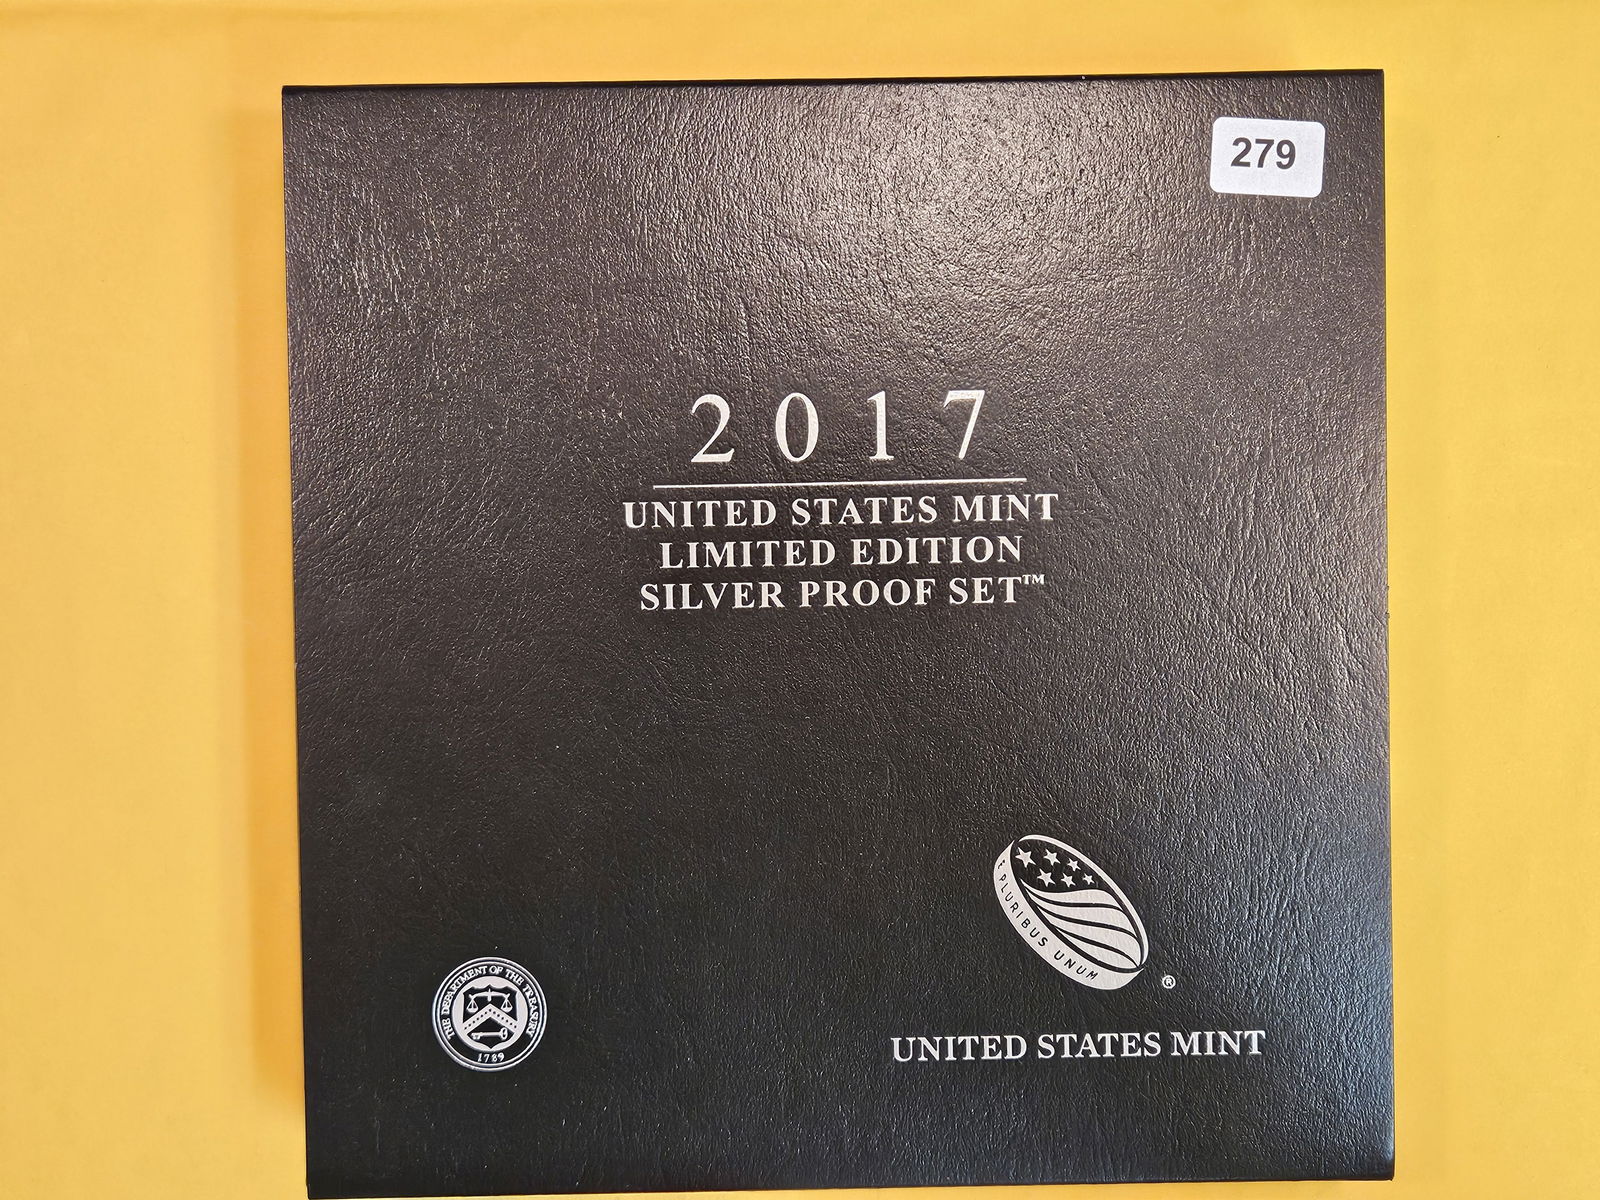 279
2017
UNITED STATES MINT
LIMITED EDITION
SILVER PROOF SET™
E PLURIBUS UNUM
®
THE DEPARTMENT OF THE TREASURY
1789
UNITED STATES MINT